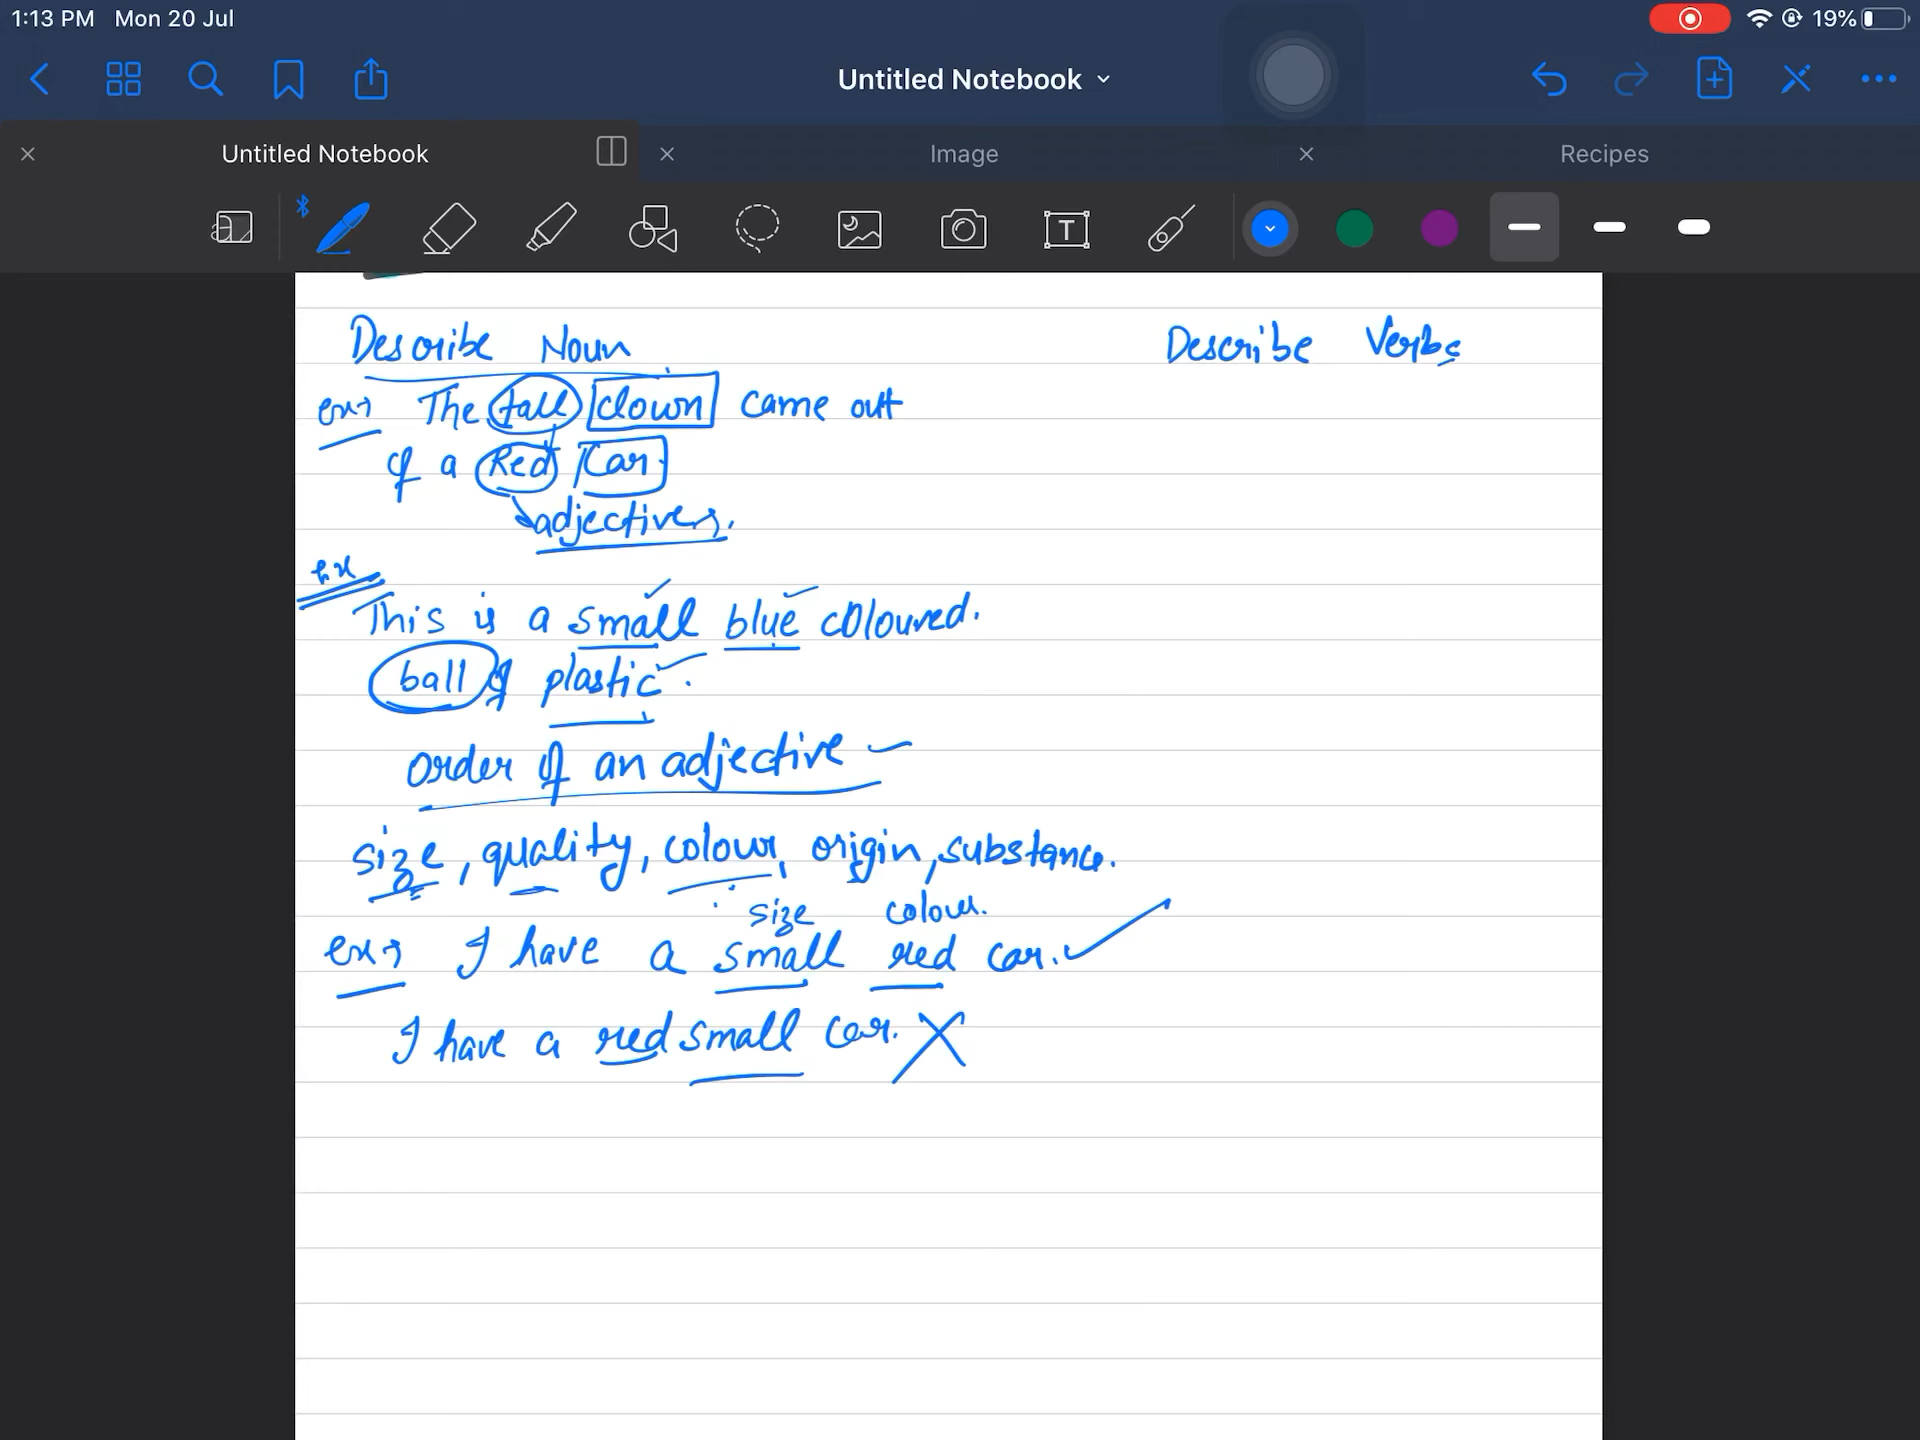 1:13 PM Mon 20 Jul 19%
Untitled Notebook
Untitled Notebook Image Recipes
T
Describe Noun Describe Verbs
ex→ The tall clown came out
of a Red Car.
adjectives.
Ex
This is a small blue coloured.
ball of plastic.
Order of an adjective
size, quality, colour, origin, substance.
size colour.
ex→ I have a small red car.
I have a red small car.